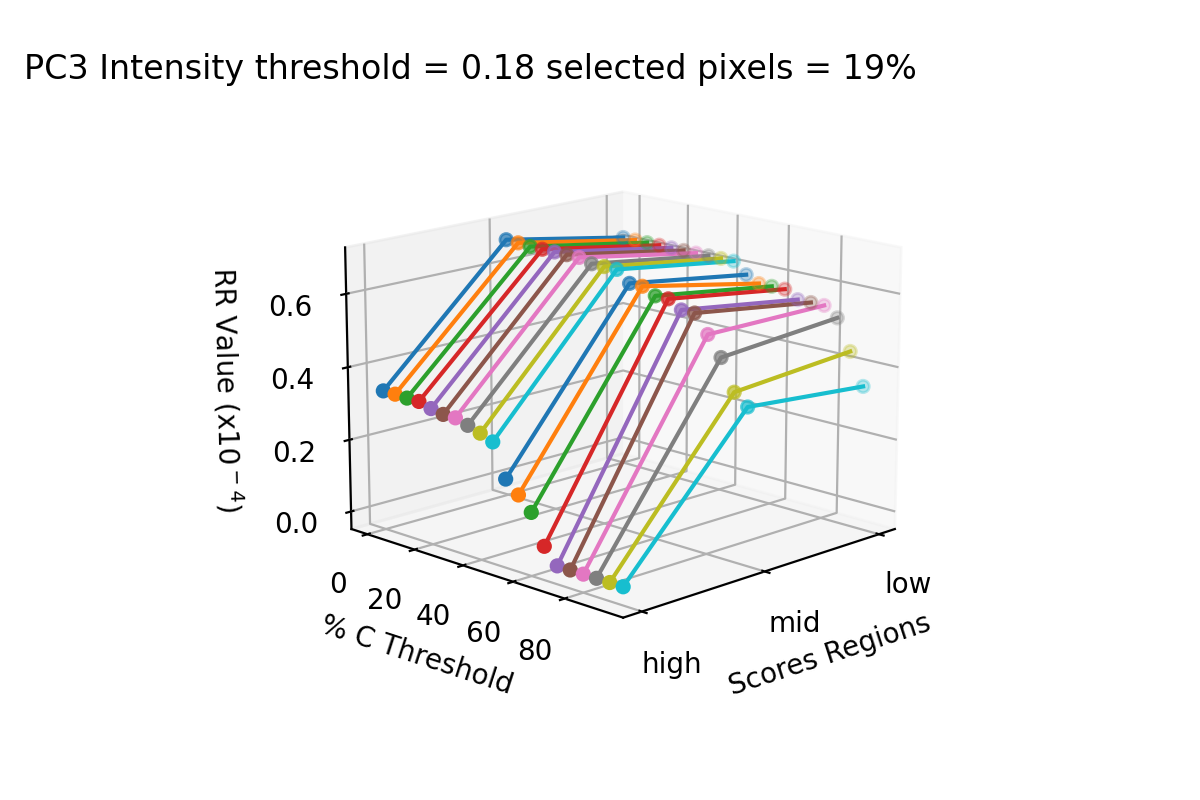 PC3 Intensity threshold = 0.18 selected pixels = 19%
RR Value (x10⁻⁴)
0.6
0.4
0.2
0.0
0
20
40
60
80
% C Threshold
high
mid
low
Scores Regions